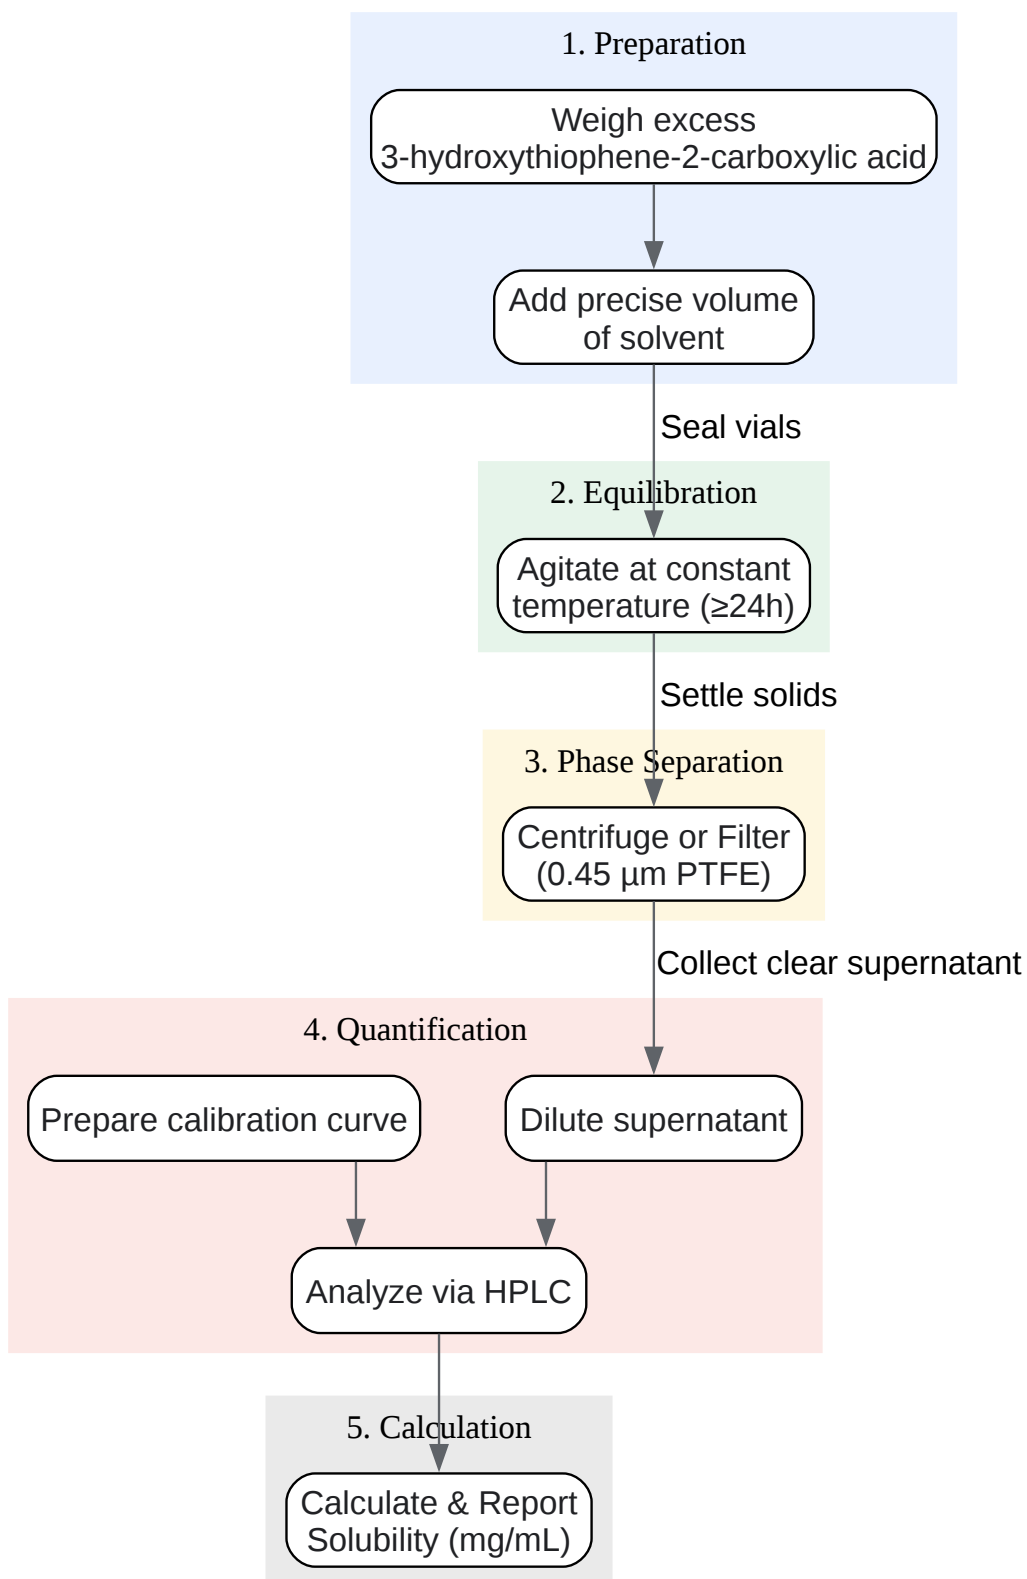 1. Preparation
Weigh excess
3-hydroxythiophene-2-carboxylic acid
Add precise volume
of solvent
Seal vials
2. Equilibration
Agitate at constant
temperature (≥24h)
Settle solids
3. Phase Separation
Centrifuge or Filter
(0.45 µm PTFE)
Collect clear supernatant
4. Quantification
Prepare calibration curve
Dilute supernatant
Analyze via HPLC
5. Calculation
Calculate & Report
Solubility (mg/mL)